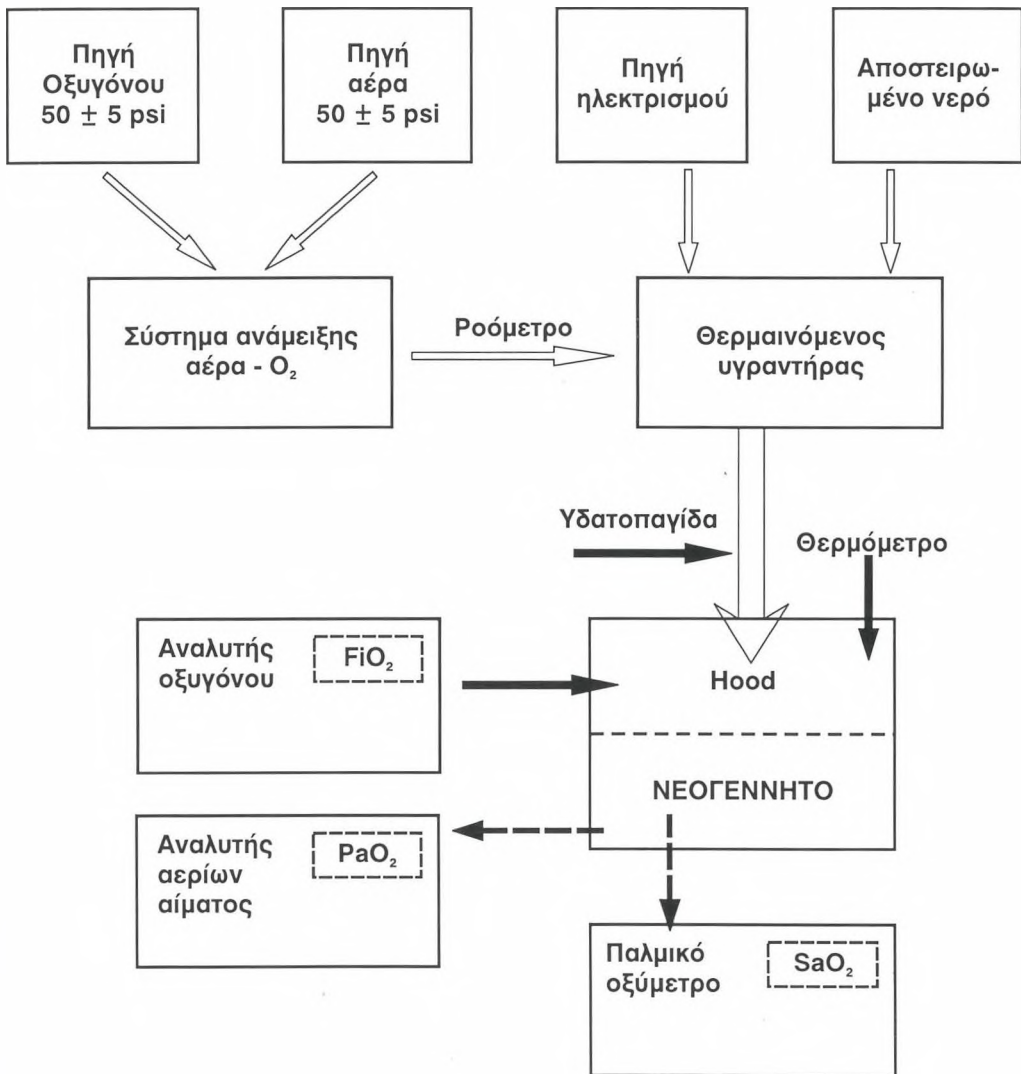 Πηγή
Οξυγόνου
50 ± 5 psi
Πηγή
αέρα
50 ± 5 psi
Πηγή
ηλεκτρισμού
Αποστειρω-
μένο νερό
Σύστημα ανάμειξης
αέρα - O₂
Ροόμετρο
Θερμαινόμενος
υγραντήρας
Υδατοπαγίδα
Θερμόμετρο
Αναλυτής
οξυγόνου
FiO₂
Hood
ΝΕΟΓΕΝΝΗΤΟ
Αναλυτής
αερίων
αίματος
PaO₂
Παλμικό
οξύμετρο
SaO₂